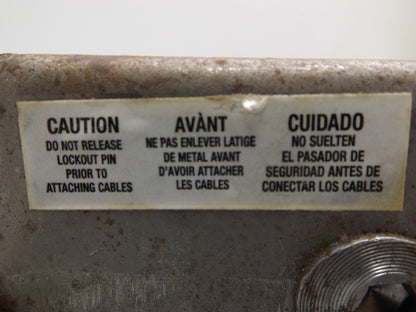 CAUTION
DO NOT RELEASE
LOCKOUT PIN
PRIOR TO
ATTACHING CABLES
AVÀNT
NE PAS ENLEVER LATIGE
DE METAL AVANT
D'AVOIR ATTACHER
LES CABLES
CUIDADO
NO SUELTEN
EL PASADOR DE
SEGURIDAD ANTES DE
CONECTAR LOS CABLES